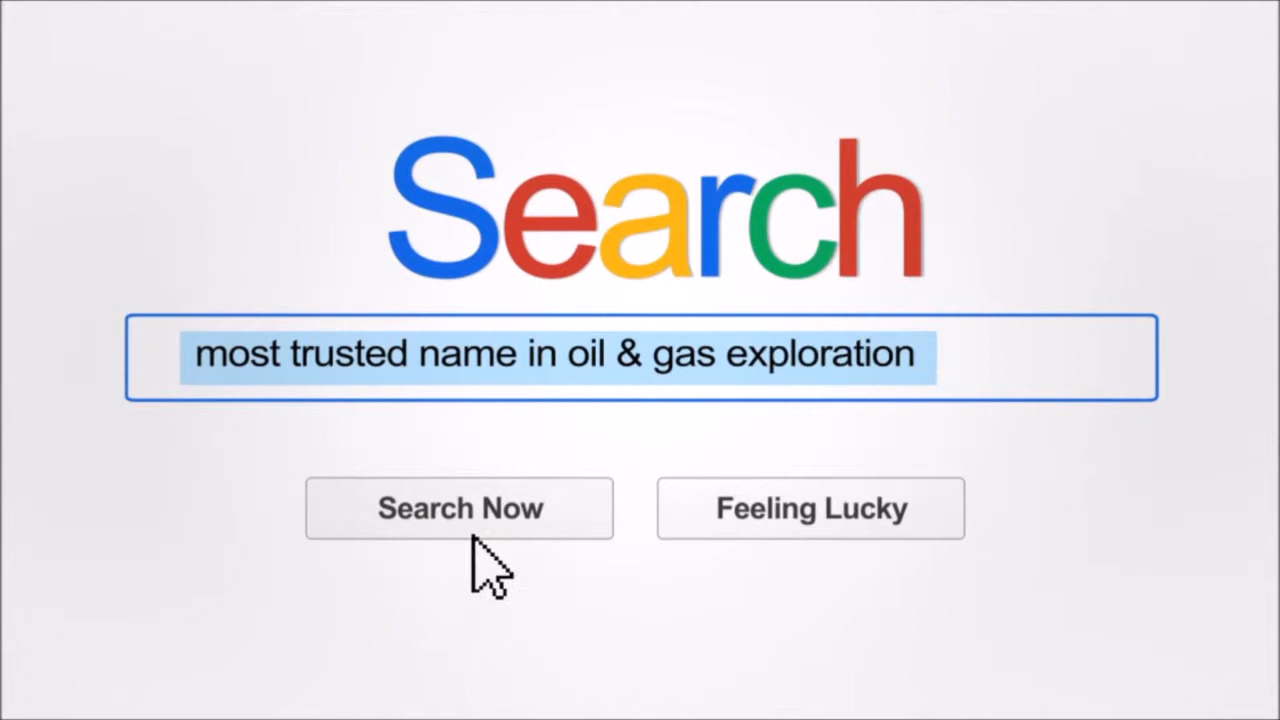 Search
most trusted name in oil & gas exploration
Search Now
Feeling Lucky